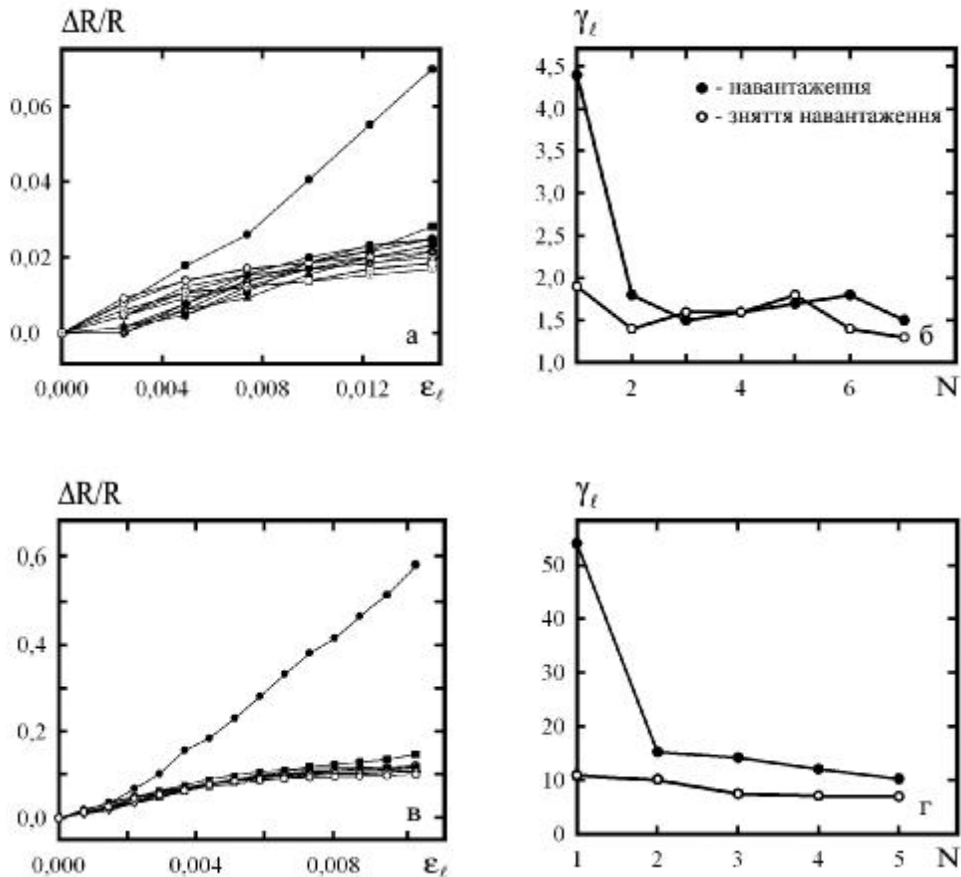 ΔR/R
0,06
0,04
0,02
0,0
а
0,000 0,004 0,008 0,012 εℓ
γℓ
4,5
4,0
3,5
3,0
2,5
2,0
1,5
1,0
● - навантаження
○ - зняття навантаження
б
2 4 6 N
ΔR/R
0,6
0,4
0,2
0,0
в
0,000 0,004 0,008 εℓ
γℓ
50
40
30
20
10
0
г
1 2 3 4 5 N